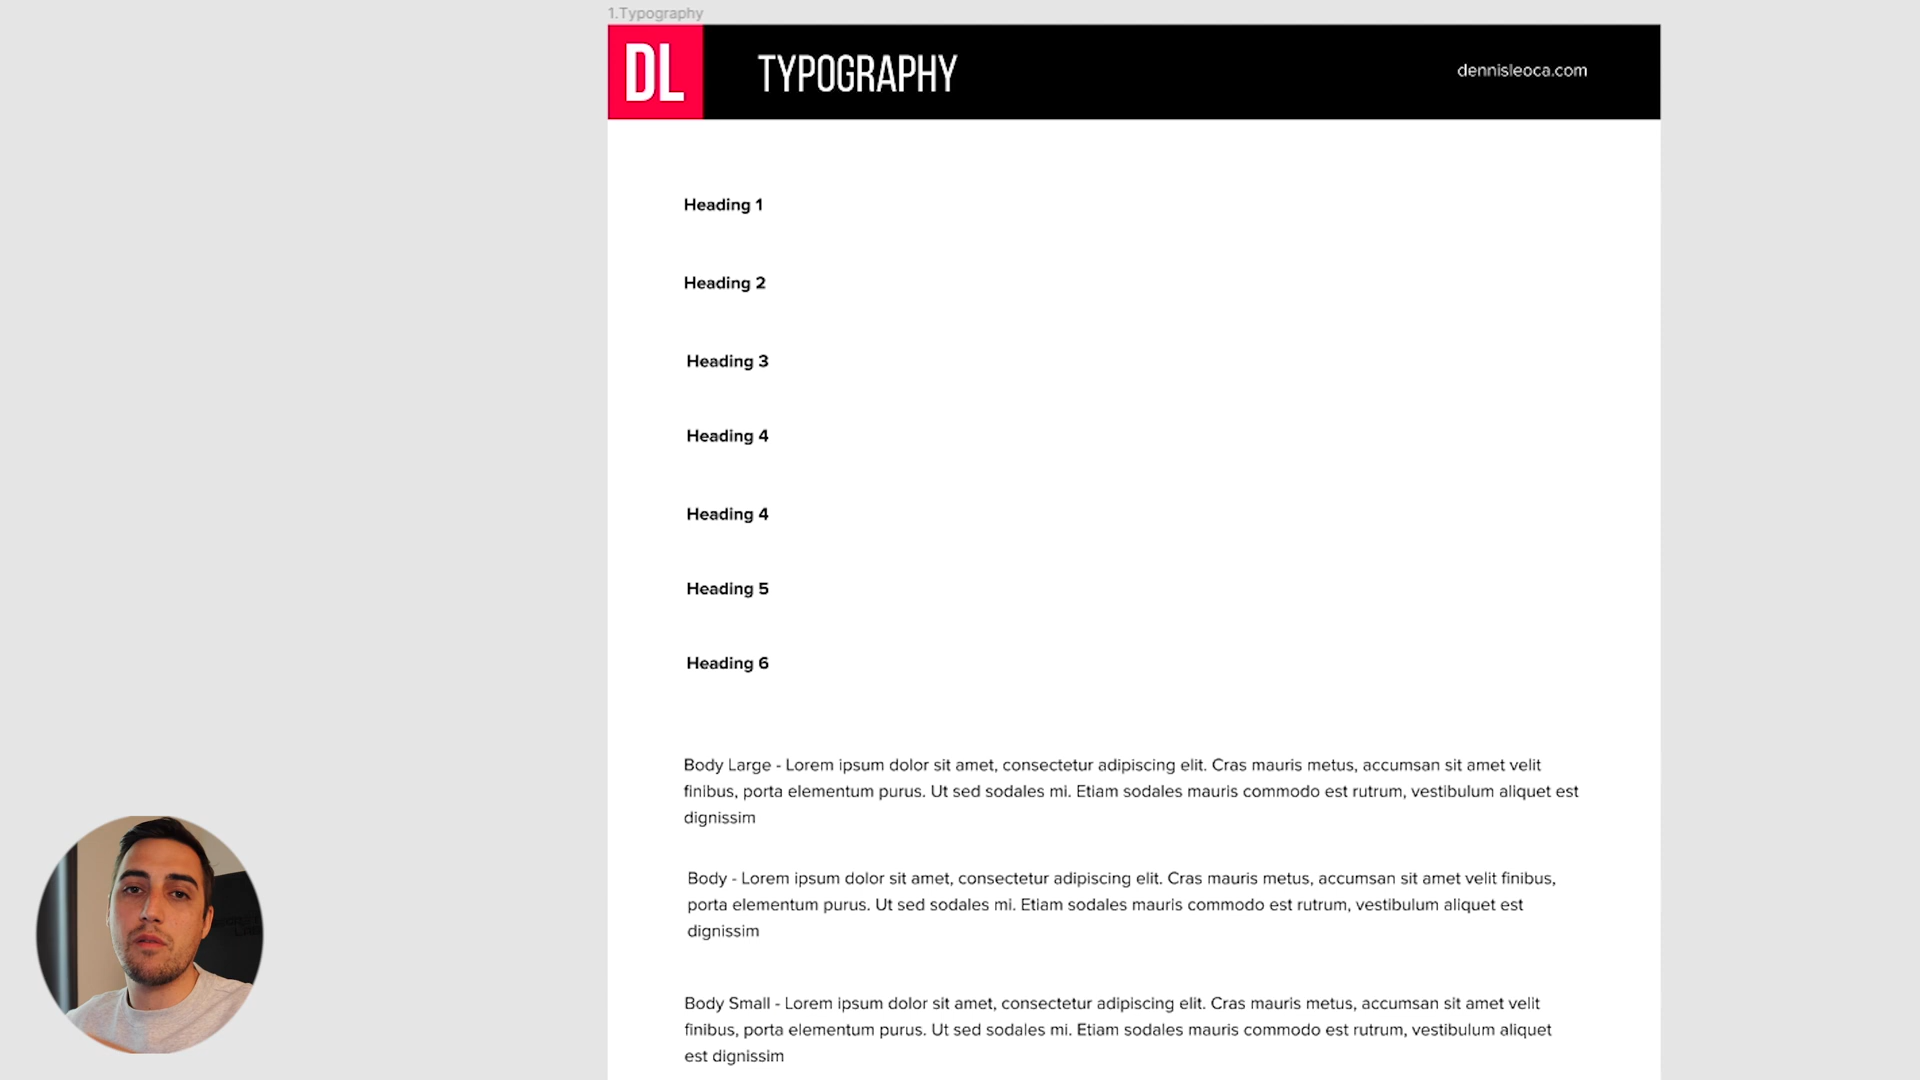 1.Typography
DL
TYPOGRAPHY
dennisleoca.com
Heading 1
Heading 2
Heading 3
Heading 4
Heading 4
Heading 5
Heading 6
Body Large - Lorem ipsum dolor sit amet, consectetur adipiscing elit. Cras mauris metus, accumsan sit amet velit
finibus, porta elementum purus. Ut sed sodales mi. Etiam sodales mauris commodo est rutrum, vestibulum aliquet est
dignissim
Body - Lorem ipsum dolor sit amet, consectetur adipiscing elit. Cras mauris metus, accumsan sit amet velit finibus,
porta elementum purus. Ut sed sodales mi. Etiam sodales mauris commodo est rutrum, vestibulum aliquet est
dignissim
Body Small - Lorem ipsum dolor sit amet, consectetur adipiscing elit. Cras mauris metus, accumsan sit amet velit
finibus, porta elementum purus. Ut sed sodales mi. Etiam sodales mauris commodo est rutrum, vestibulum aliquet
est dignissim